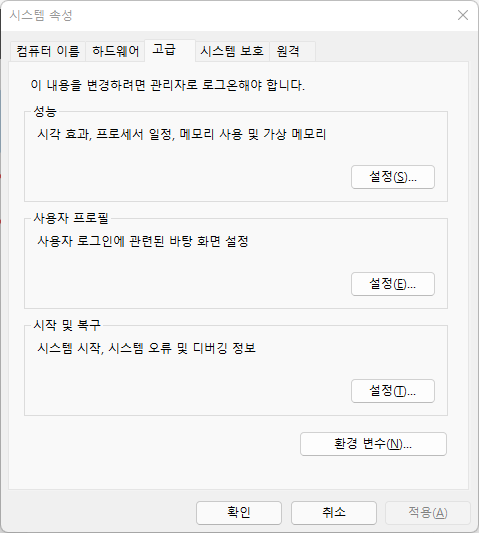 시스템 속성
컴퓨터 이름 하드웨어 고급 시스템 보호 원격
이 내용을 변경하려면 관리자로 로그온해야 합니다.
성능
시각 효과, 프로세서 일정, 메모리 사용 및 가상 메모리
설정(S)...
사용자 프로필
사용자 로그인에 관련된 바탕 화면 설정
설정(E)...
시작 및 복구
시스템 시작, 시스템 오류 및 디버깅 정보
설정(T)...
환경 변수(N)...
확인 취소 적용(A)